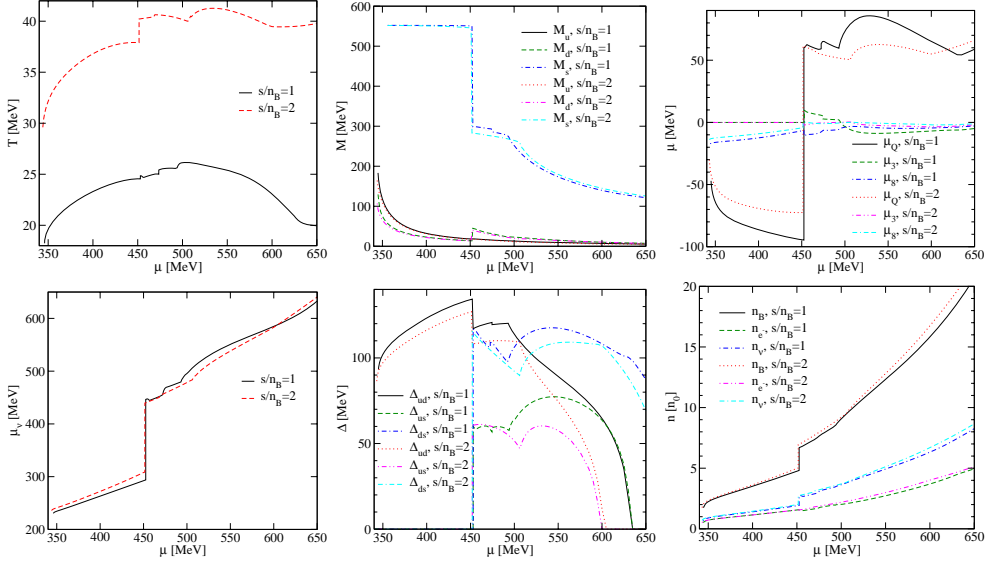 40
35
30
25
20
T [MeV]
s/n_B=1
s/n_B=2
350 400 450 500 550 600 650
μ [MeV]
600
500
400
300
200
100
0
M [MeV]
M_u, s/n_B=1
M_d, s/n_B=1
M_s, s/n_B=1
M_u, s/n_B=2
M_d, s/n_B=2
M_s, s/n_B=2
350 400 450 500 550 600 650
μ [MeV]
50
0
-50
-100
μ [MeV]
μ_Q, s/n_B=1
μ_3, s/n_B=1
μ_8, s/n_B=1
μ_Q, s/n_B=2
μ_3, s/n_B=2
μ_8, s/n_B=2
350 400 450 500 550 600 650
μ [MeV]
600
500
400
300
200
μ_ν [MeV]
s/n_B=1
s/n_B=2
350 400 450 500 550 600 650
μ [MeV]
100
50
0
Δ [MeV]
Δ_ud, s/n_B=1
Δ_us, s/n_B=1
Δ_ds, s/n_B=1
Δ_ud, s/n_B=2
Δ_us, s/n_B=2
Δ_ds, s/n_B=2
350 400 450 500 550 600 650
μ [MeV]
20
15
10
5
0
n [n_0]
n_B, s/n_B=1
n_e-, s/n_B=1
n_ν, s/n_B=1
n_B, s/n_B=2
n_e-, s/n_B=2
n_ν, s/n_B=2
350 400 450 500 550 600 650
μ [MeV]